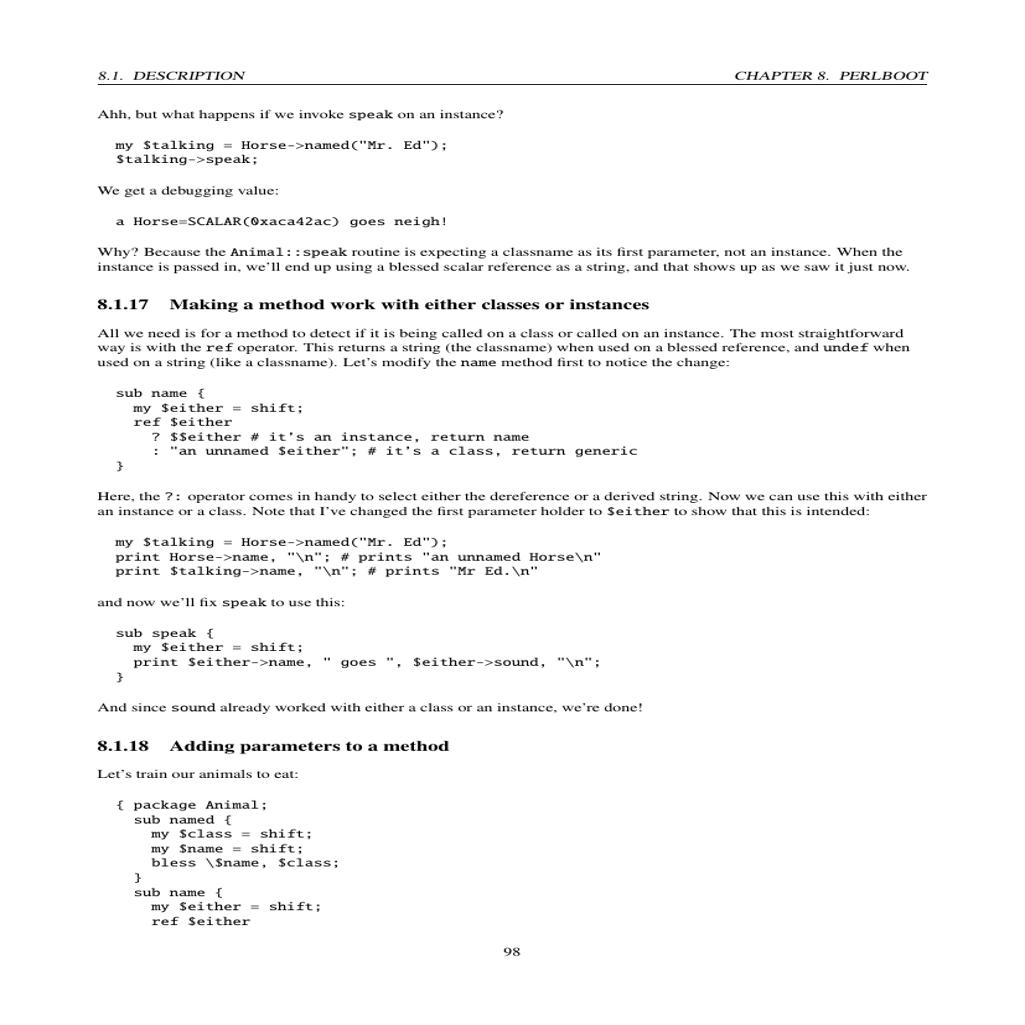 8.1. DESCRIPTION CHAPTER 8. PERLBOOT
Ahh, but what happens if we invoke speak on an instance?
my $talking = Horse->named("Mr. Ed");
$talking->speak;
We get a debugging value:
a Horse=SCALAR(0xaca42ac) goes neigh!
Why? Because the Animal::speak routine is expecting a classname as its first parameter, not an instance. When the
instance is passed in, we'll end up using a blessed scalar reference as a string, and that shows up as we saw it just now.
8.1.17 Making a method work with either classes or instances
All we need is for a method to detect if it is being called on a class or called on an instance. The most straightforward
way is with the ref operator. This returns a string (the classname) when used on a blessed reference, and undef when
used on a string (like a classname). Let's modify the name method first to notice the change:
sub name {
my $either = shift;
ref $either
? $$either # it's an instance, return name
: "an unnamed $either"; # it's a class, return generic
}
Here, the ?: operator comes in handy to select either the dereference or a derived string. Now we can use this with either
an instance or a class. Note that I've changed the first parameter holder to $either to show that this is intended:
my $talking = Horse->named("Mr. Ed");
print Horse->name, "\n"; # prints "an unnamed Horse\n"
print $talking->name, "\n"; # prints "Mr Ed.\n"
and now we'll fix speak to use this:
sub speak {
my $either = shift;
print $either->name, " goes ", $either->sound, "\n";
}
And since sound already worked with either a class or an instance, we're done!
8.1.18 Adding parameters to a method
Let's train our animals to eat:
{ package Animal;
sub named {
my $class = shift;
my $name = shift;
bless \$name, $class;
}
sub name {
my $either = shift;
ref $either
98